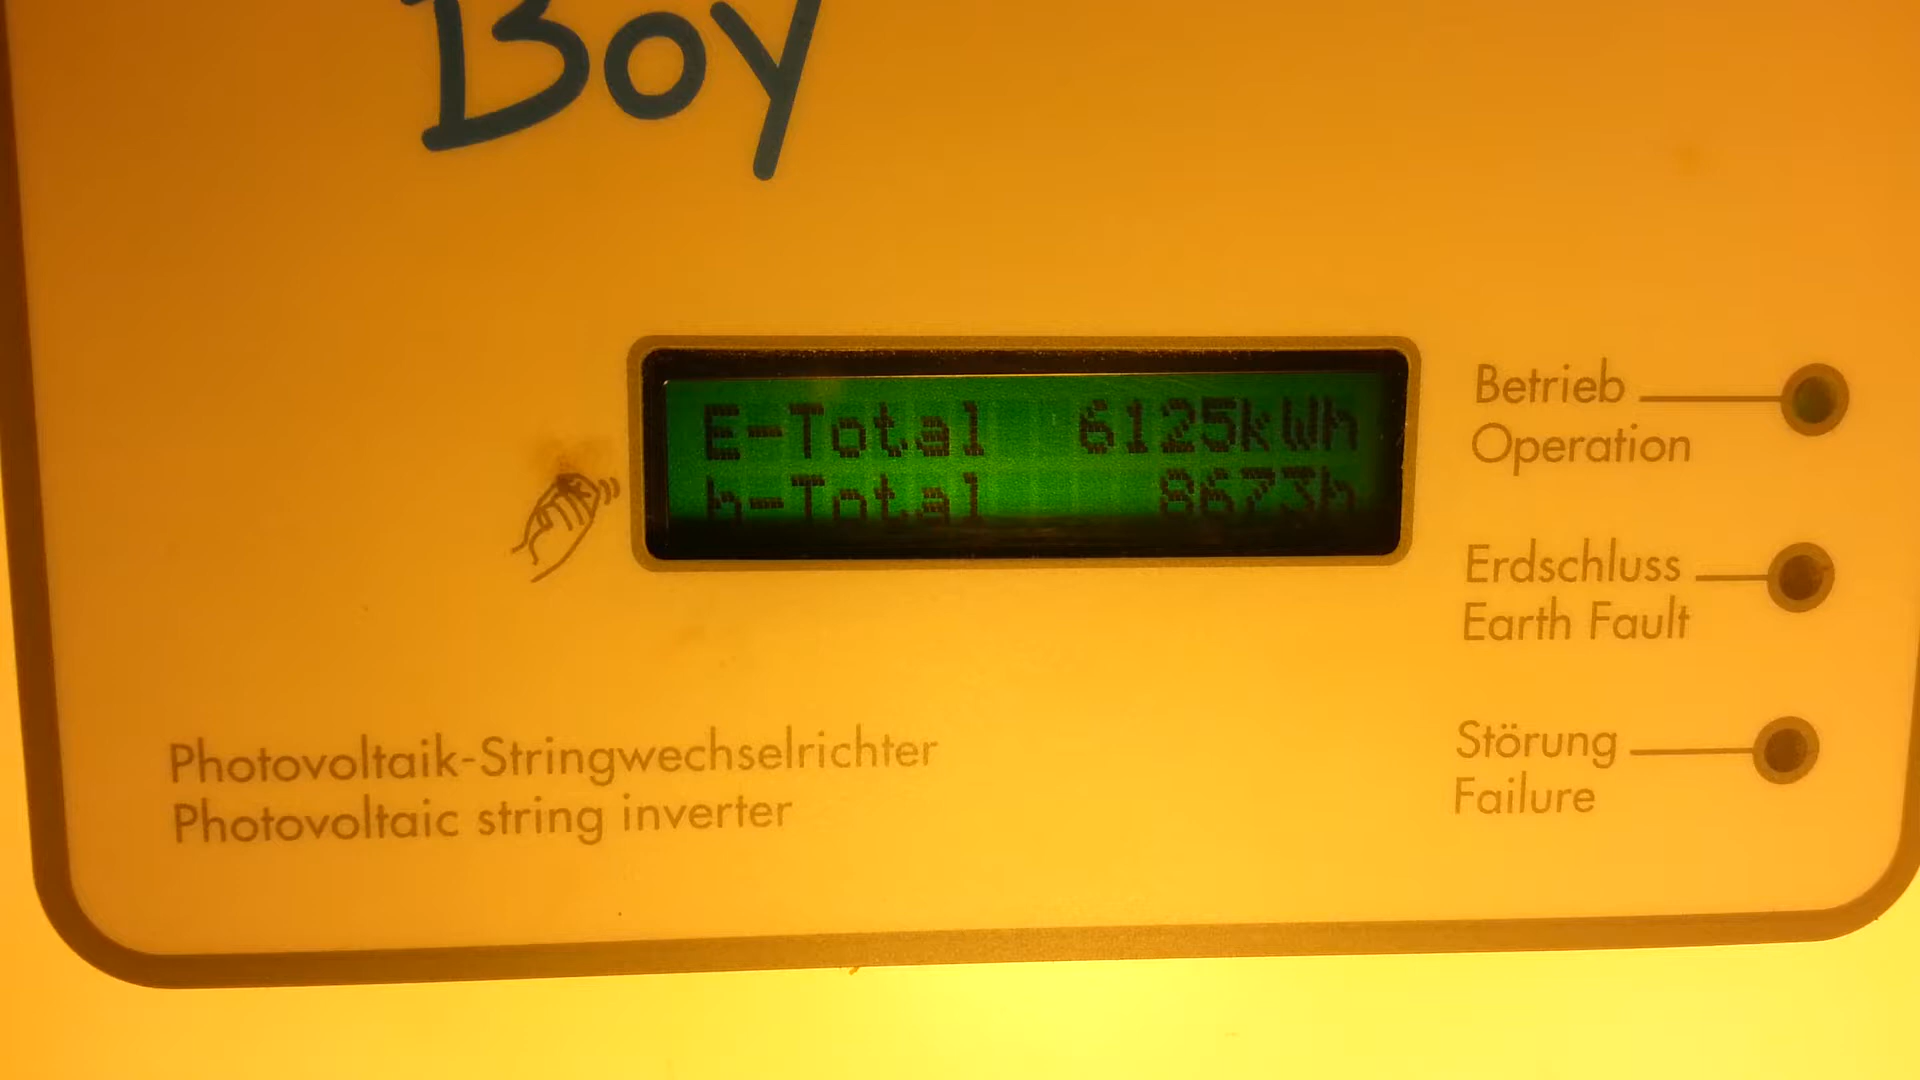 Boy
E-Total 6125kWh
h-Total 8673h
Betrieb
Operation
Erdschluss
Earth Fault
Störung
Failure
Photovoltaik-Stringwechselrichter
Photovoltaic string inverter